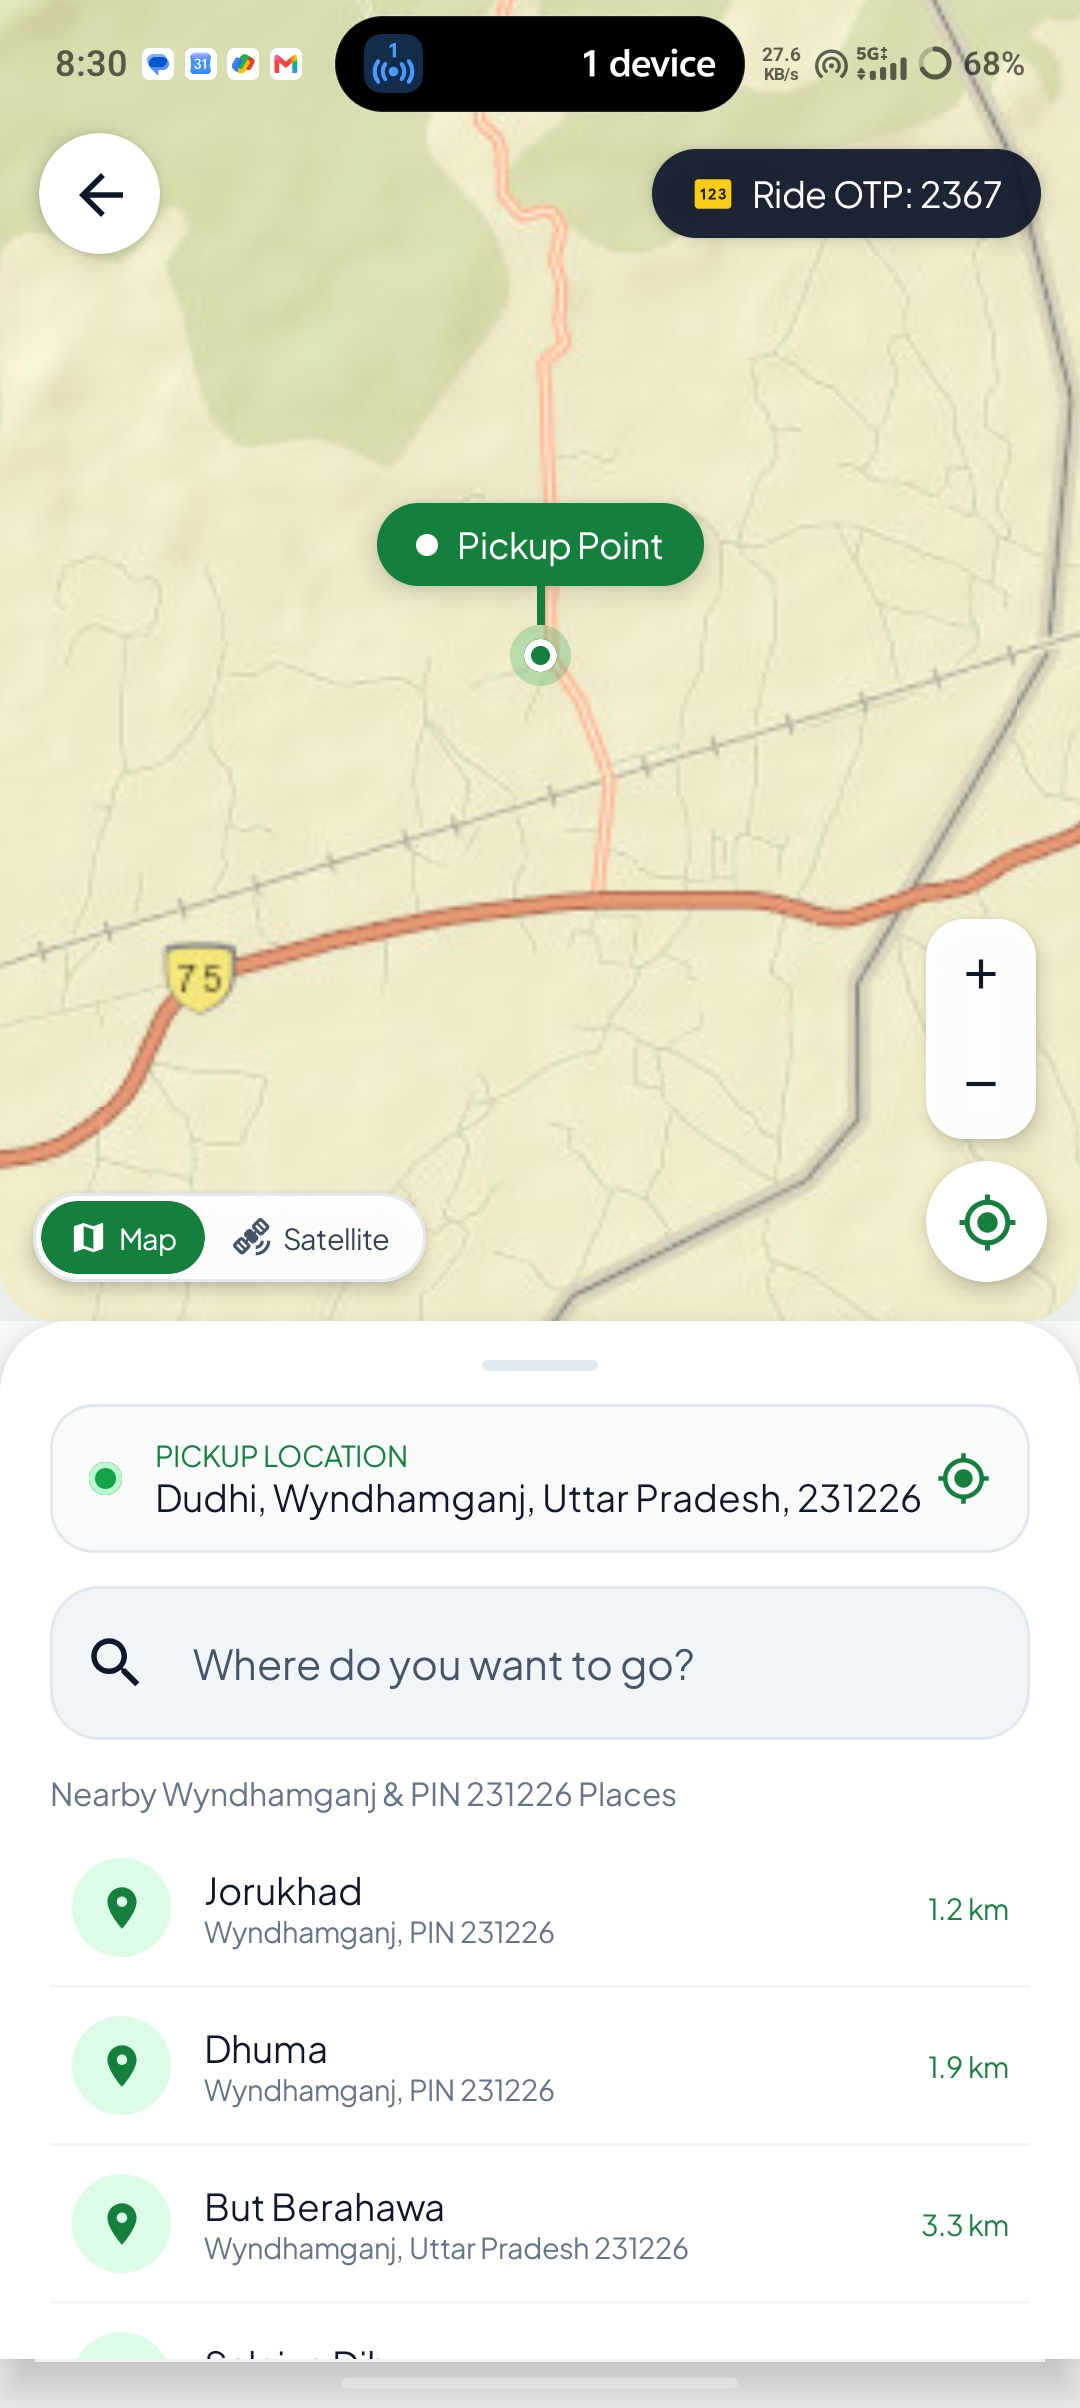 8:30
31
1
1 device
27.6
KB/s
5G
68%
123
Ride OTP: 2367
Pickup Point
75
+
−
Map
Satellite
PICKUP LOCATION
Dudhi, Wyndhamganj, Uttar Pradesh, 231226
Where do you want to go?
Nearby Wyndhamganj & PIN 231226 Places
Jorukhad
Wyndhamganj, PIN 231226
1.2 km
Dhuma
Wyndhamganj, PIN 231226
1.9 km
But Berahawa
Wyndhamganj, Uttar Pradesh 231226
3.3 km